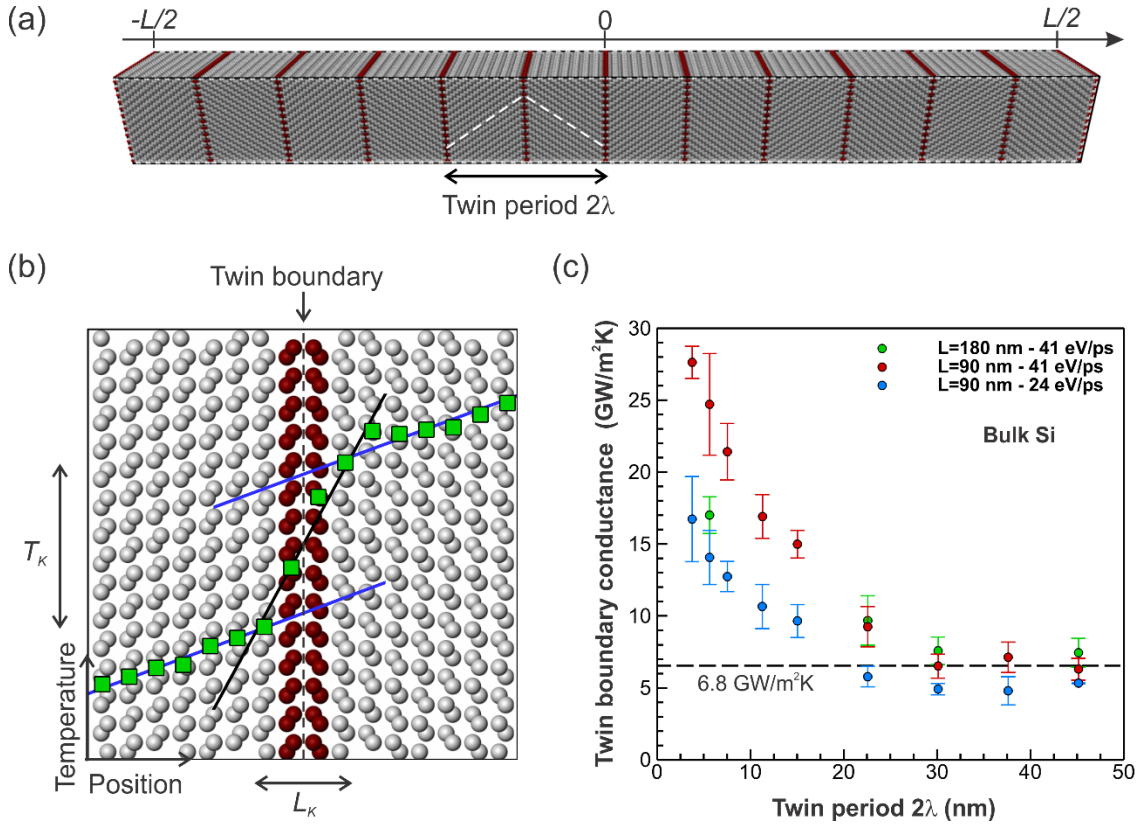 (a)
-L/2 0 L/2
Twin period 2λ
(b)
Twin boundary
T_K
Temperature
Position
L_K
(c)
Twin boundary conductance (GW/m²K)
30
25
20
15
10
5
0
L=180 nm - 41 eV/ps
L=90 nm - 41 eV/ps
L=90 nm - 24 eV/ps
Bulk Si
6.8 GW/m²K
0 10 20 30 40 50
Twin period 2λ (nm)